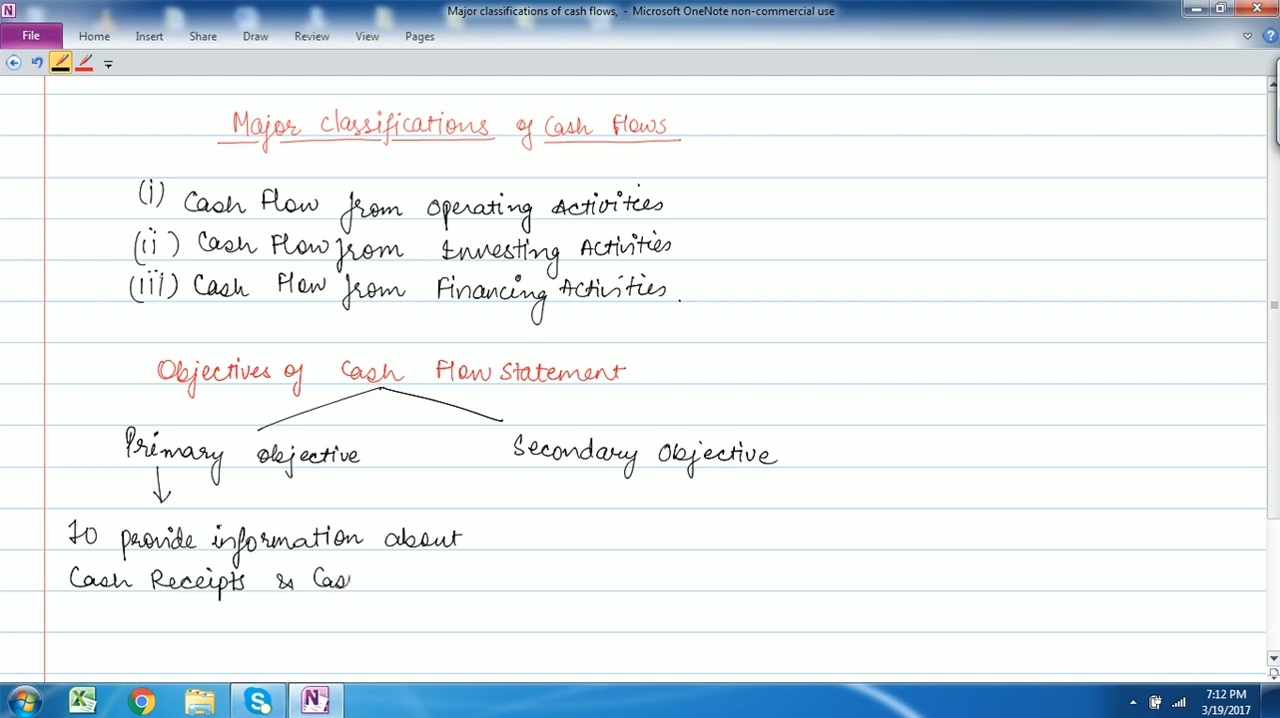 Major classifications of cash flows, - Microsoft OneNote non-commercial use
File Home Insert Share Draw Review View Pages
Major Classifications of Cash Flows
(i) Cash Flow from Operating Activities
(ii) Cash Flow from Investing Activities
(iii) Cash Flow from Financing Activities.
Objectives of Cash Flow Statement
Primary Objective Secondary Objective
To provide information about
Cash Receipts & Cas
7:12 PM
3/19/2017